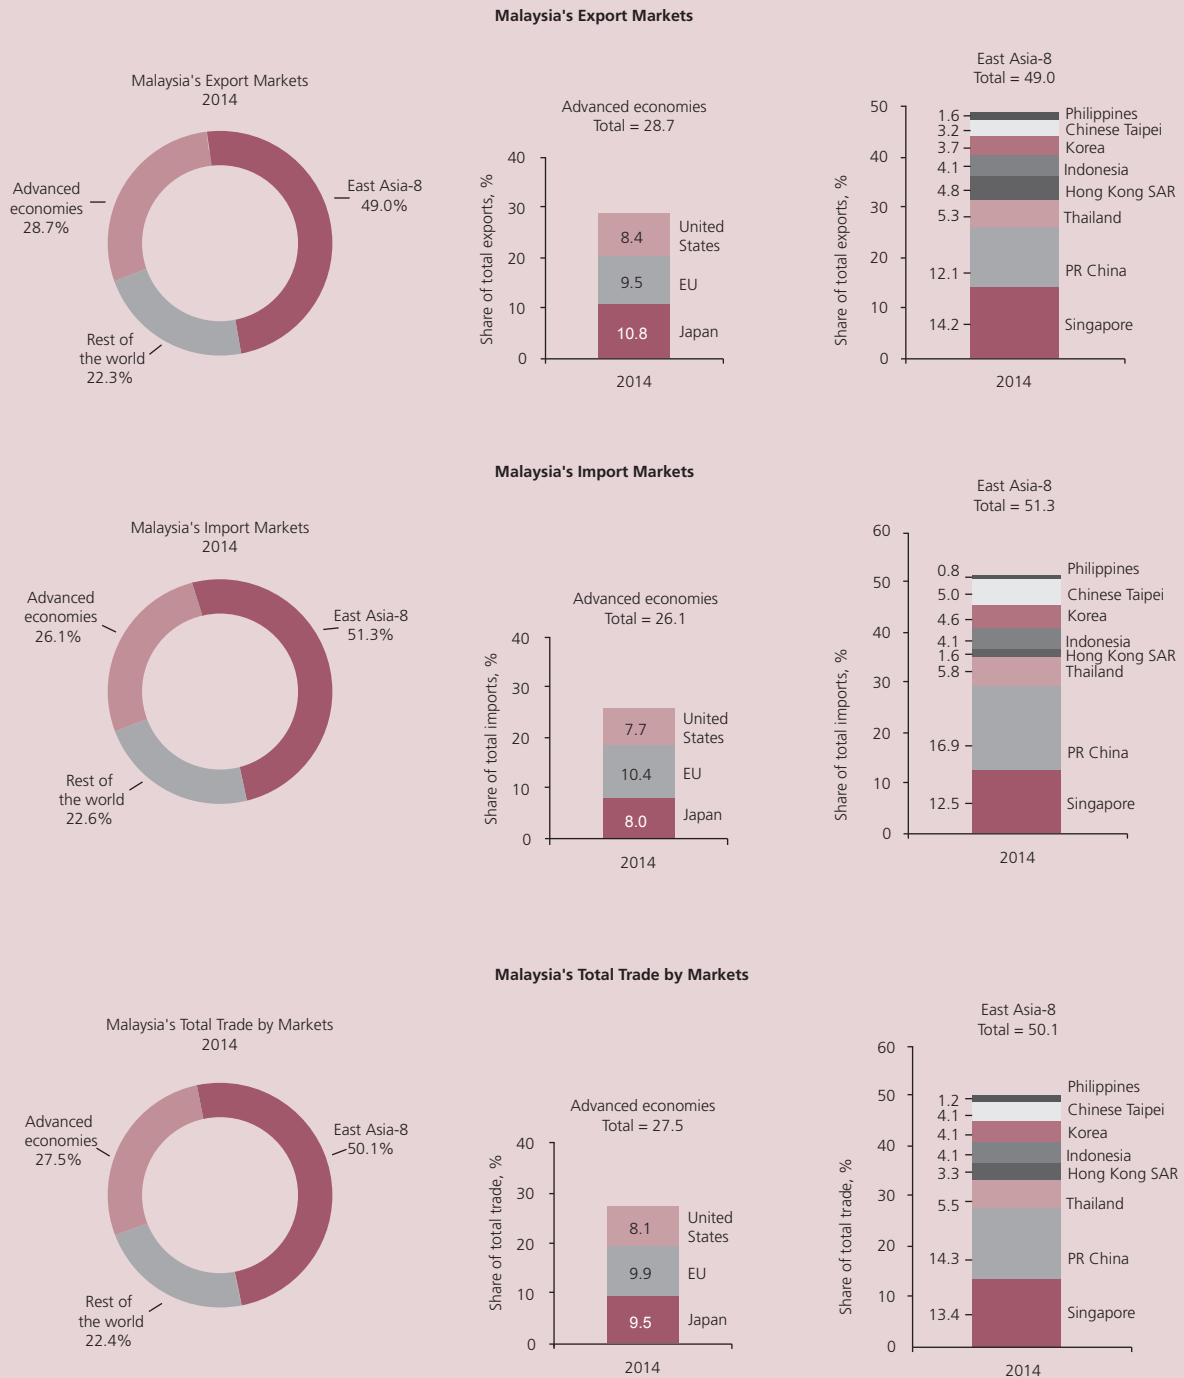 Malaysia's Export Markets
Malaysia's Export Markets
2014
Advanced
economies
28.7%
East Asia-8
49.0%
Rest of
the world
22.3%
Advanced economies
Total = 28.7
Share of total exports, %
40
30
20
10
0
8.4
United
States
9.5
EU
10.8
Japan
2014
East Asia-8
Total = 49.0
Share of total exports, %
50
40
30
20
10
0
1.6
Philippines
3.2
Chinese Taipei
3.7
Korea
4.1
Indonesia
4.8
Hong Kong SAR
5.3
Thailand
12.1
PR China
14.2
Singapore
2014
Malaysia's Import Markets
Malaysia's Import Markets
2014
Advanced
economies
26.1%
East Asia-8
51.3%
Rest of
the world
22.6%
Advanced economies
Total = 26.1
Share of total imports, %
40
30
20
10
0
7.7
United
States
10.4
EU
8.0
Japan
2014
East Asia-8
Total = 51.3
Share of total imports, %
60
50
40
30
20
10
0
0.8
Philippines
5.0
Chinese Taipei
4.6
Korea
4.1
Indonesia
1.6
Hong Kong SAR
5.8
Thailand
16.9
PR China
12.5
Singapore
2014
Malaysia's Total Trade by Markets
Malaysia's Total Trade by Markets
2014
Advanced
economies
27.5%
East Asia-8
50.1%
Rest of
the world
22.4%
Advanced economies
Total = 27.5
Share of total trade, %
40
30
20
10
0
8.1
United
States
9.9
EU
9.5
Japan
2014
East Asia-8
Total = 50.1
Share of total trade, %
60
50
40
30
20
10
0
1.2
Philippines
4.1
Chinese Taipei
4.1
Korea
4.1
Indonesia
3.3
Hong Kong SAR
5.5
Thailand
14.3
PR China
13.4
Singapore
2014